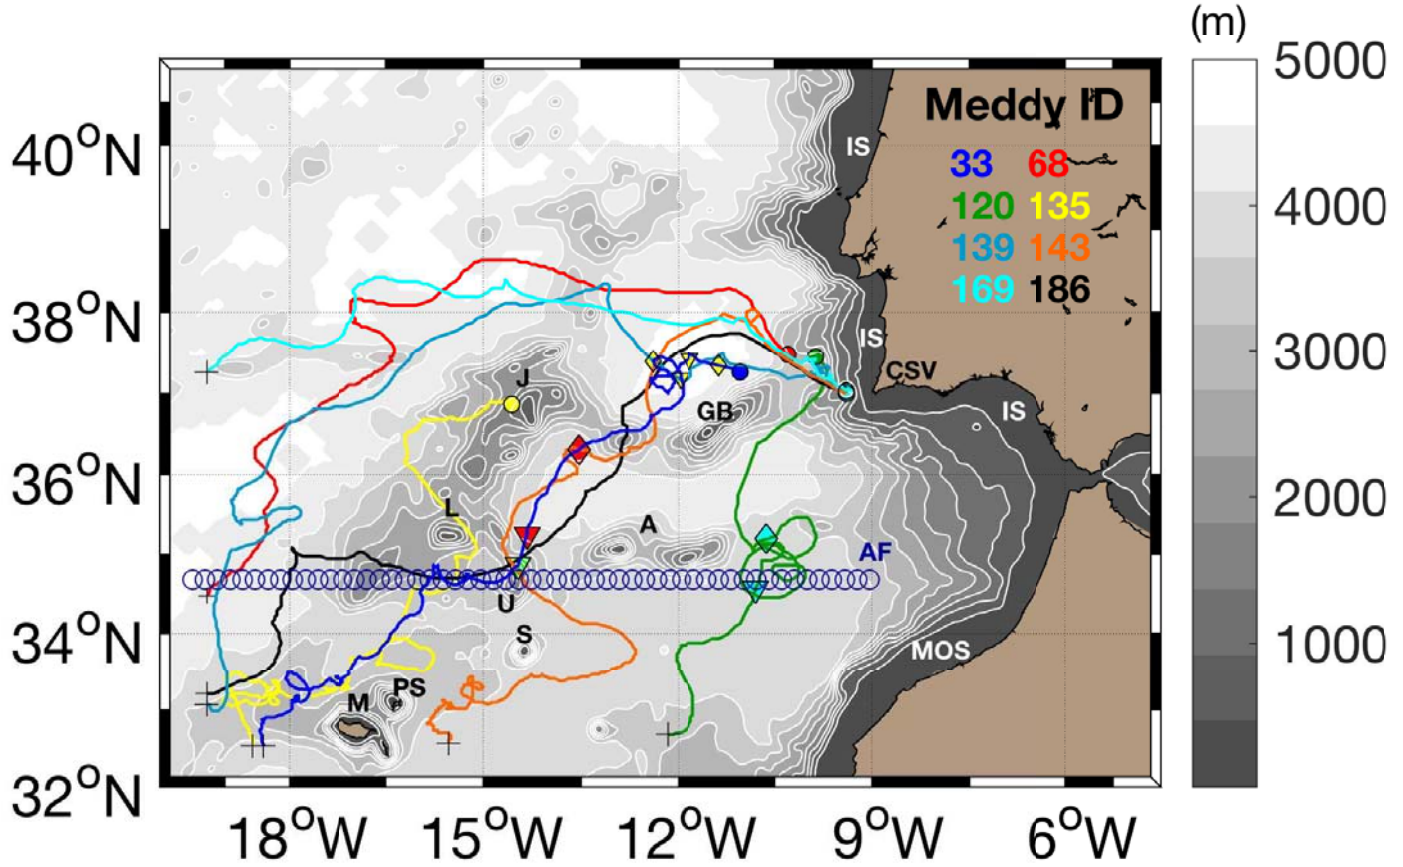 (m)
5000
4000
3000
2000
1000
Meddy ID
33 68
120 135
139 143
169 186
40°N
38°N
36°N
34°N
32°N
IS
IS
CSV
IS
J
GB
L
A
AF
U
S
MOS
PS
M
18°W 15°W 12°W 9°W 6°W